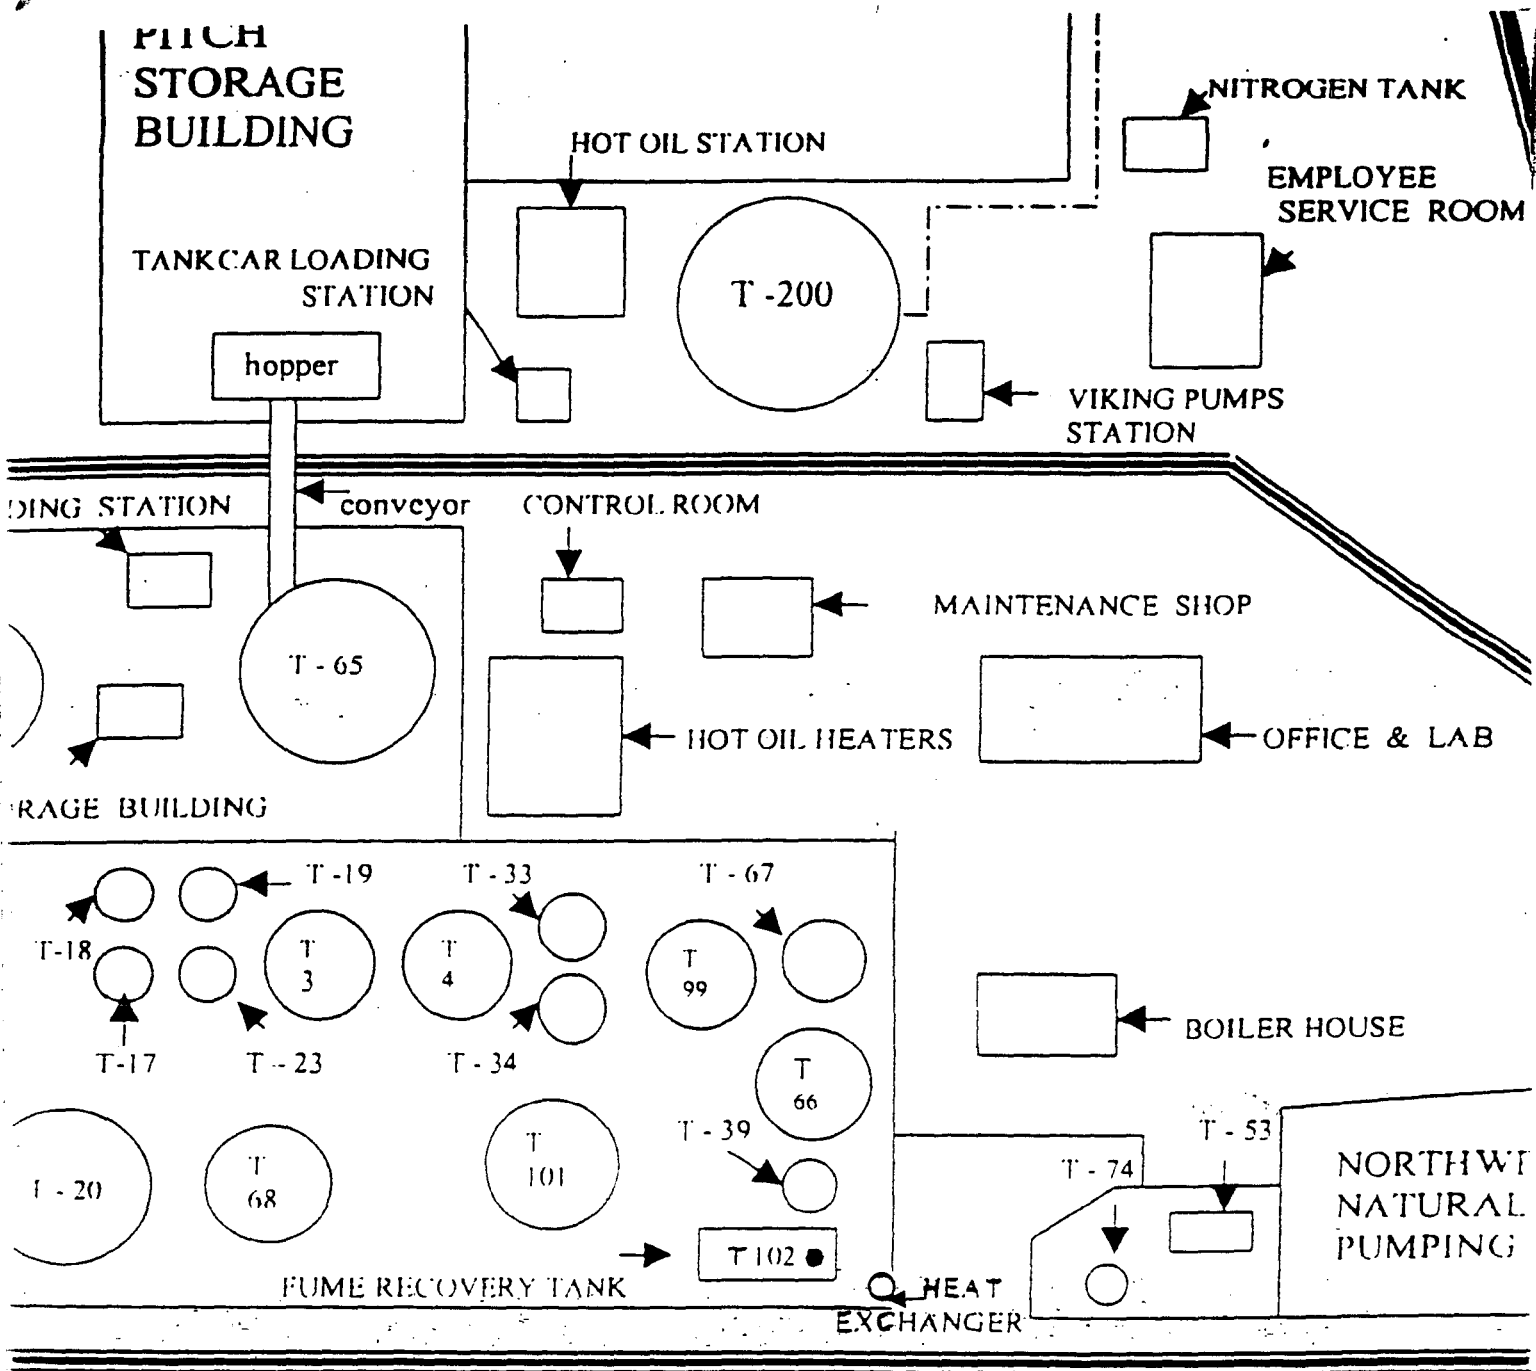 PITCH
STORAGE
BUILDING
NITROGEN TANK
HOT OIL STATION
EMPLOYEE
SERVICE ROOM
TANKCAR LOADING
STATION
T -200
hopper
VIKING PUMPS
STATION
DING STATION
conveyor
CONTROL ROOM
MAINTENANCE SHOP
T - 65
HOT OIL HEATERS
OFFICE & LAB
RAGE BUILDING
T -19
T - 33
T - 67
T-18
T
3
T
4
T
99
T-17
T - 23
T - 34
BOILER HOUSE
T
66
T - 39
T - 53
T - 74
T - 20
T
68
T
101
NORTHW
NATURAL
PUMPING
T 102
FUME RECOVERY TANK
HEAT
EXCHANGER